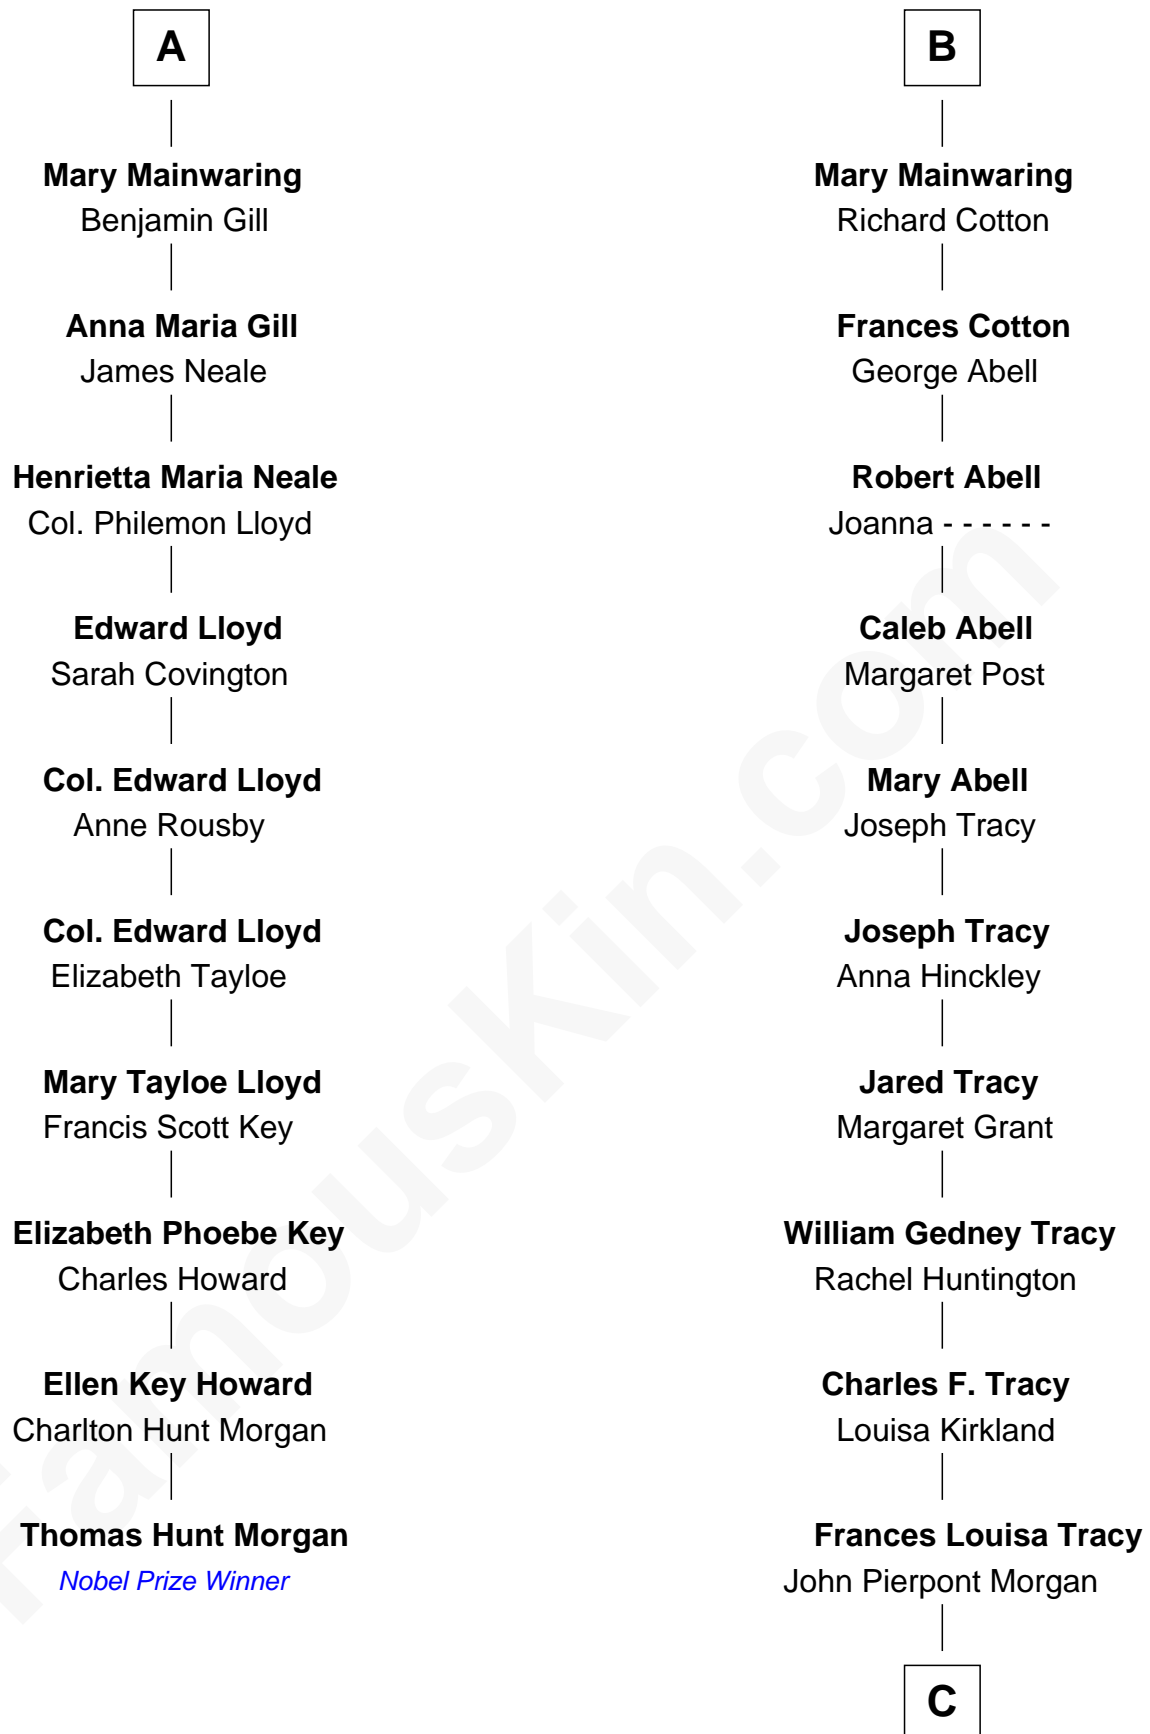 A
Mary Mainwaring
Benjamin Gill
Anna Maria Gill
James Neale
Henrietta Maria Neale
Col. Philemon Lloyd
Edward Lloyd
Sarah Covington
Col. Edward Lloyd
Anne Rousby
Col. Edward Lloyd
Elizabeth Tayloe
Mary Tayloe Lloyd
Francis Scott Key
Elizabeth Phoebe Key
Charles Howard
Ellen Key Howard
Charlton Hunt Morgan
Thomas Hunt Morgan
Nobel Prize Winner
B
Mary Mainwaring
Richard Cotton
Frances Cotton
George Abell
Robert Abell
Joanna - - - - - -
Caleb Abell
Margaret Post
Mary Abell
Joseph Tracy
Joseph Tracy
Anna Hinckley
Jared Tracy
Margaret Grant
William Gedney Tracy
Rachel Huntington
Charles F. Tracy
Louisa Kirkland
Frances Louisa Tracy
John Pierpont Morgan
C
FamousKin.com